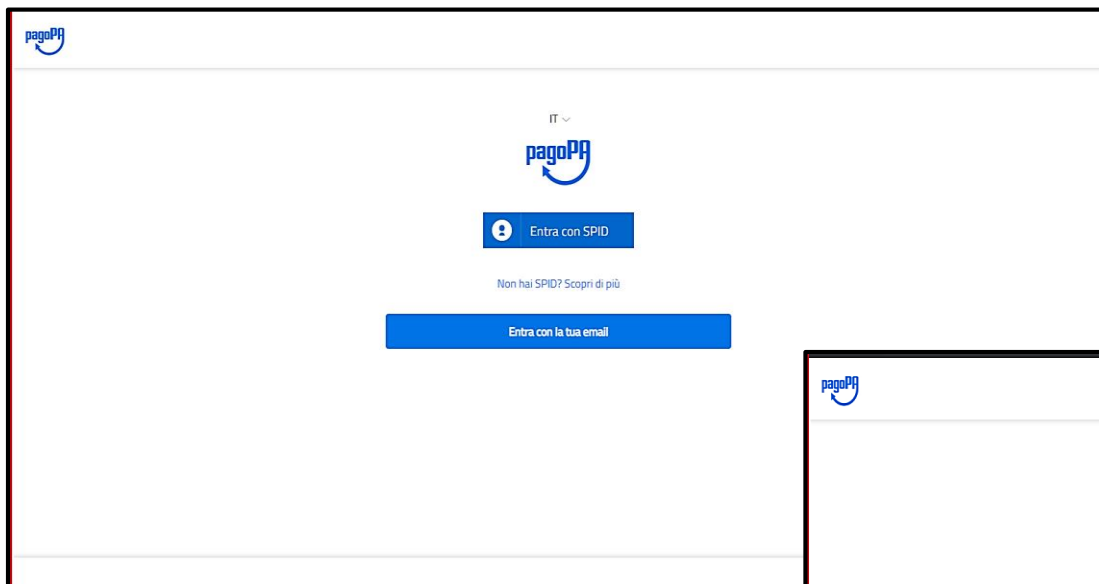 pagoPA
IT
pagoPA
Entra con SPID
Non hai SPID? Scopri di più
Entra con la tua email
pagoPA